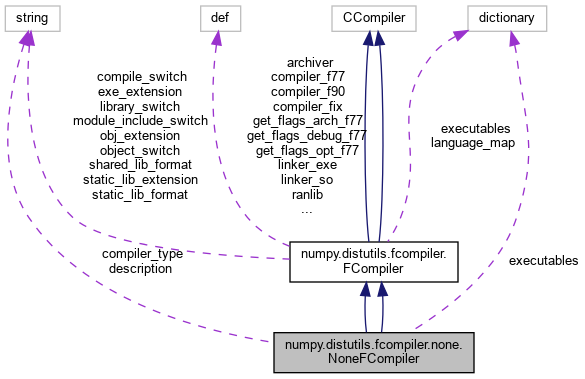 string
def
CCompiler
dictionary
compile_switch
exe_extension
library_switch
module_include_switch
obj_extension
object_switch
shared_lib_format
static_lib_extension
static_lib_format
archiver
compiler_f77
compiler_f90
compiler_fix
get_flags_arch_f77
get_flags_debug_f77
get_flags_opt_f77
linker_exe
linker_so
ranlib
...
executables
language_map
numpy.distutils.fcompiler.
FCompiler
compiler_type
description
executables
numpy.distutils.fcompiler.none.
NoneFCompiler